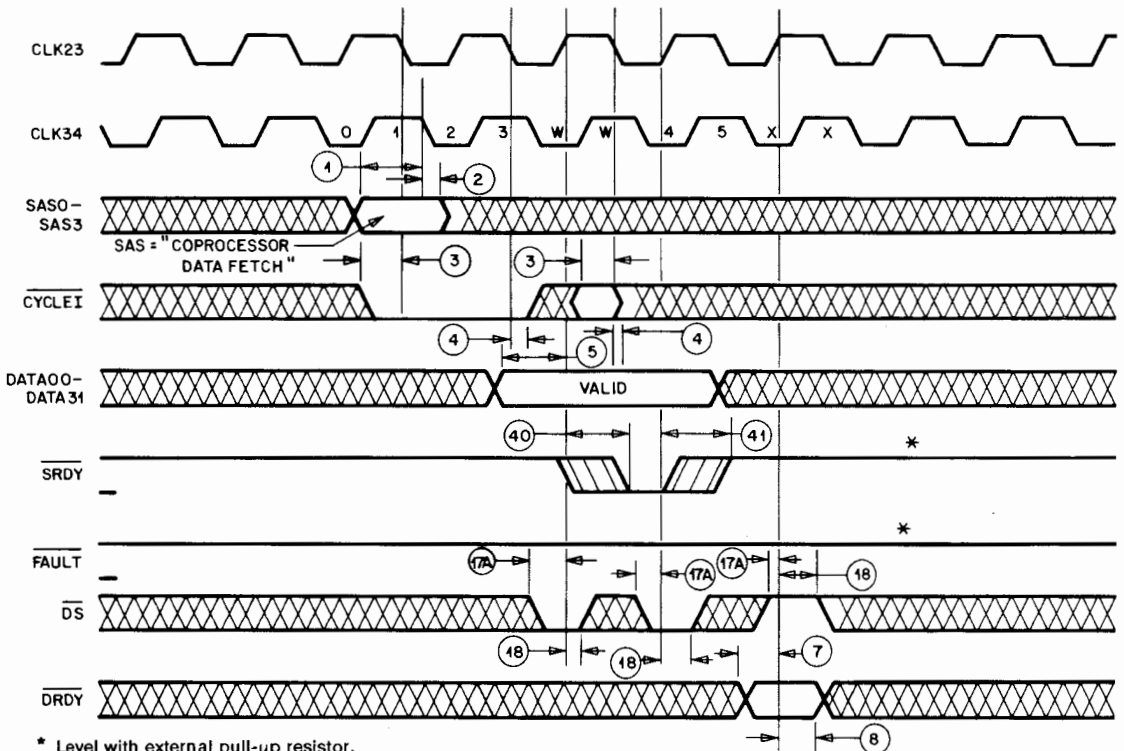 CLK23
CLK34
0 1 2 3 W W 4 5 X X
1
2
SAS0–
SAS3
SAS = "COPROCESSOR
DATA FETCH"
3
3
CYCLEI
4
5
4
DATA00–
DATA31
VALID
40
41
*
SRDY
*
FAULT
17A
17A
17A
18
DS
18
18
7
DRDY
8
* Level with external pull-up resistor.